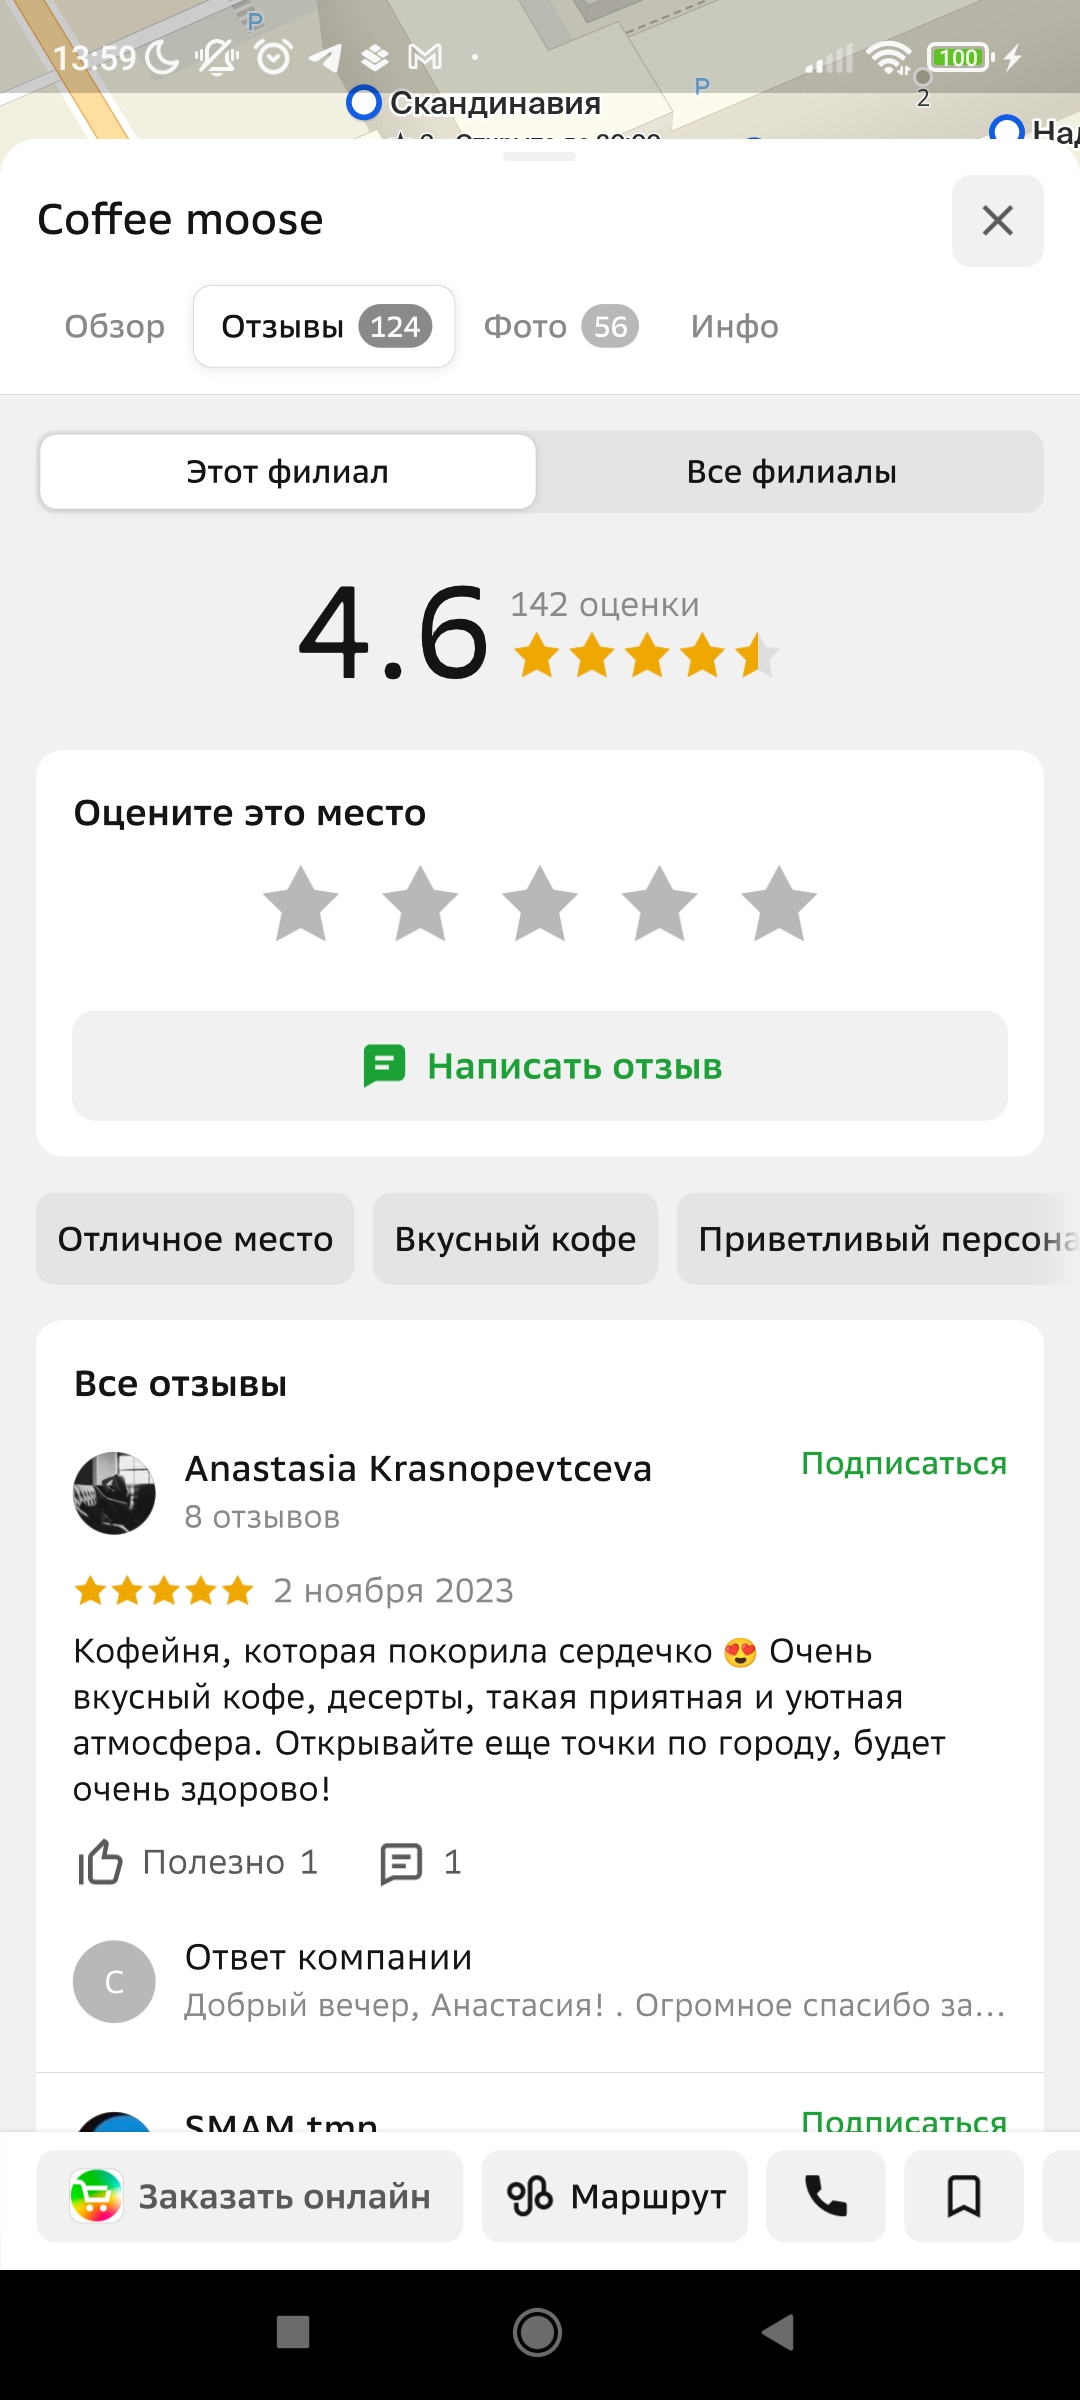 P
13:59
100
Скандинавия
P
2
Coffee moose
Обзор
Отзывы 124
Фото 56
Инфо
Этот филиал
Все филиалы
4.6
142 оценки
Оцените это место
Написать отзыв
Отличное место
Вкусный кофе
Приветливый персона
Все отзывы
Anastasia Krasnopevtceva
Подписаться
8 отзывов
2 ноября 2023
Кофейня, которая покорила сердечко 😍 Очень
вкусный кофе, десерты, такая приятная и уютная
атмосфера. Открывайте еще точки по городу, будет
очень здорово!
Полезно 1
1
C
Ответ компании
Добрый вечер, Анастасия! . Огромное спасибо за...
SMAM tmp
Подписаться
Заказать онлайн
Маршрут